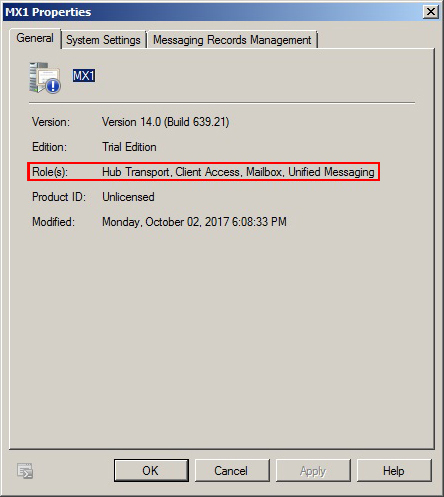 MX1 Properties
General System Settings Messaging Records Management
MX1
Version: Version 14.0 (Build 639.21)
Edition: Trial Edition
Role(s): Hub Transport, Client Access, Mailbox, Unified Messaging
Product ID: Unlicensed
Modified: Monday, October 02, 2017 6:08:33 PM
OK Cancel Apply Help